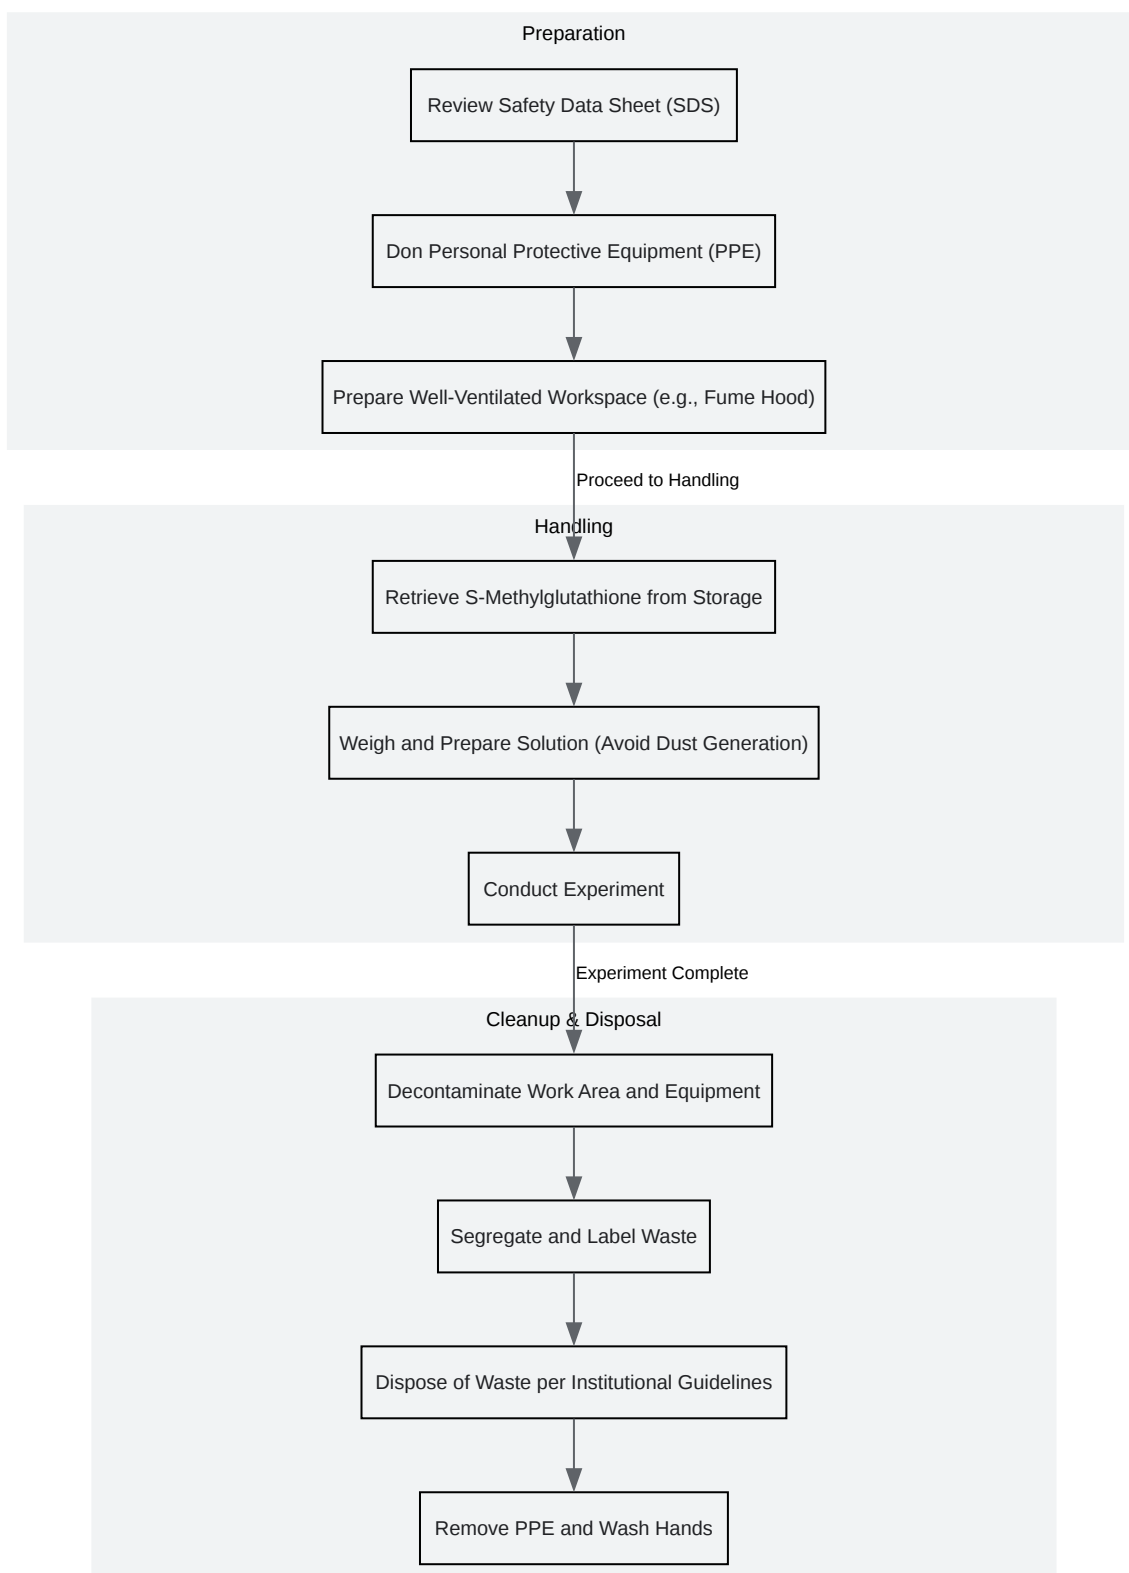 Preparation
Review Safety Data Sheet (SDS)
Don Personal Protective Equipment (PPE)
Prepare Well-Ventilated Workspace (e.g., Fume Hood)
Proceed to Handling
Handling
Retrieve S-Methylglutathione from Storage
Weigh and Prepare Solution (Avoid Dust Generation)
Conduct Experiment
Experiment Complete
Cleanup & Disposal
Decontaminate Work Area and Equipment
Segregate and Label Waste
Dispose of Waste per Institutional Guidelines
Remove PPE and Wash Hands